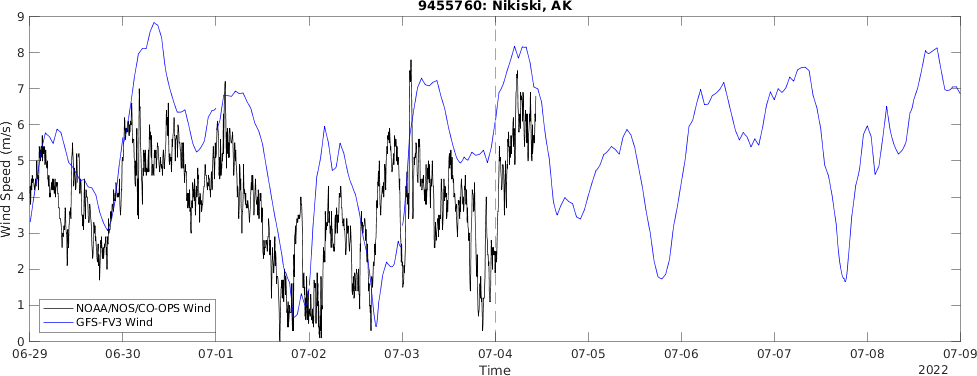 9455760: Nikiski, AK
Wind Speed (m/s)
9
8
7
6
5
4
3
2
1
0
NOAA/NOS/CO-OPS Wind
GFS-FV3 Wind
06-29 06-30 07-01 07-02 07-03 07-04 07-05 07-06 07-07 07-08 07-09
Time
2022